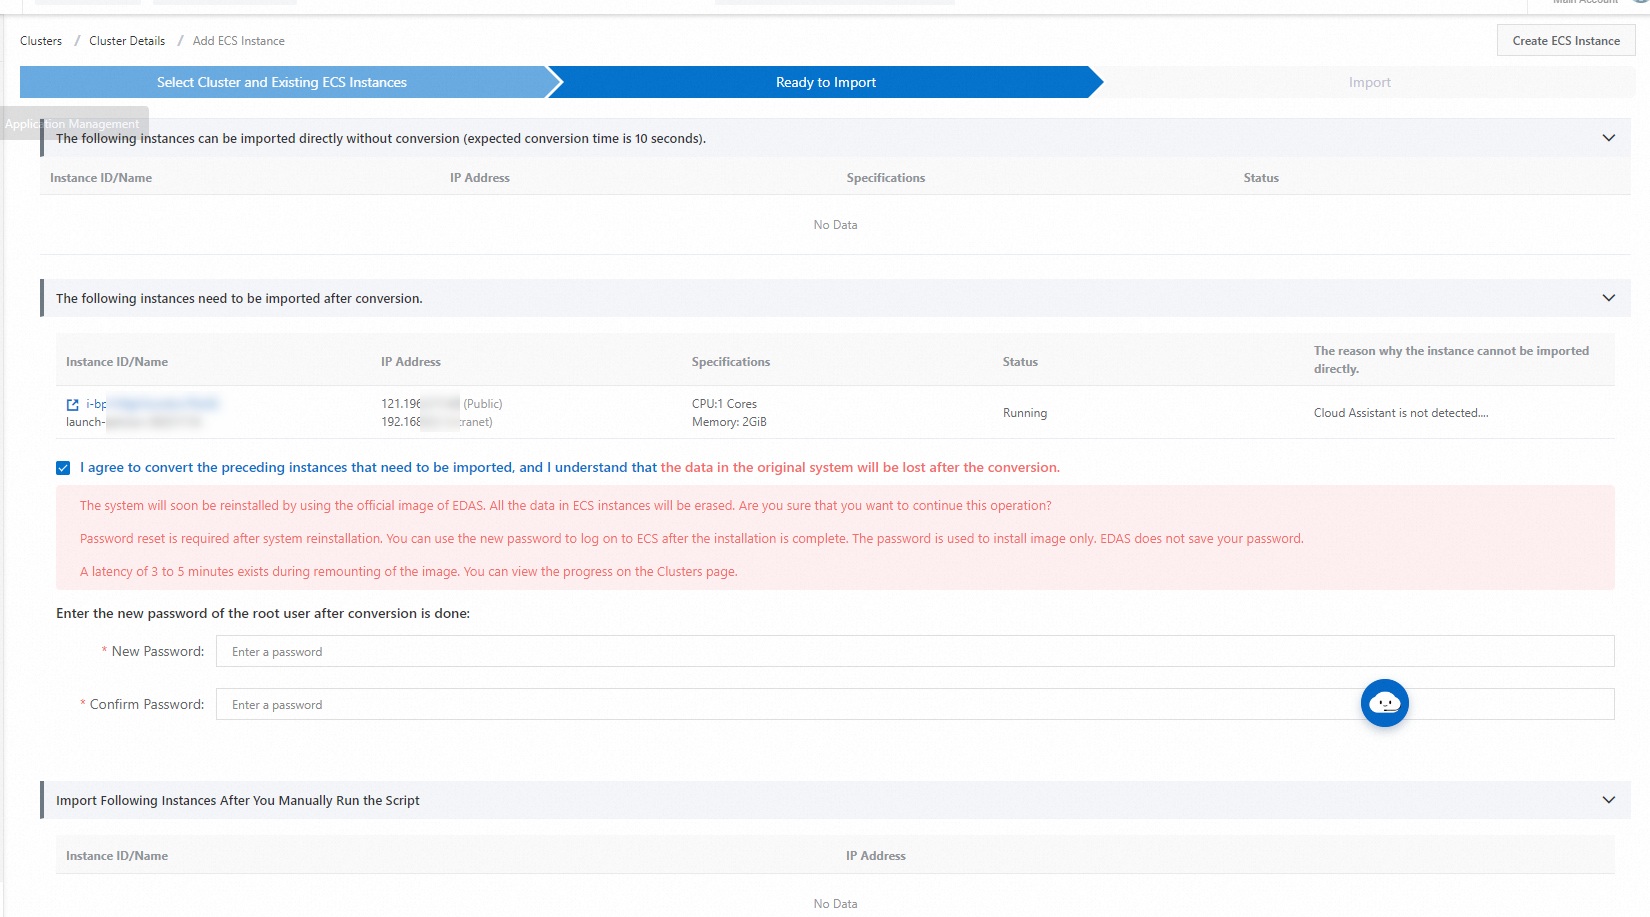 Main Account
Clusters / Cluster Details / Add ECS Instance
Create ECS Instance
Select Cluster and Existing ECS Instances
Ready to Import
Import
Application Management
The following instances can be imported directly without conversion (expected conversion time is 10 seconds).
Instance ID/Name IP Address Specifications Status
No Data
The following instances need to be imported after conversion.
Instance ID/Name IP Address Specifications Status The reason why the instance cannot be imported
directly.
i-bp
launch-
121.196 (Public)
192.168
CPU:1 Cores
Memory: 2GiB
Running
Cloud Assistant is not detected....
I agree to convert the preceding instances that need to be imported, and I understand that the data in the original system will be lost after the conversion.
The system will soon be reinstalled by using the official image of EDAS. All the data in ECS instances will be erased. Are you sure that you want to continue this operation?
Password reset is required after system reinstallation. You can use the new password to log on to ECS after the installation is complete. The password is used to install image only. EDAS does not save your password.
A latency of 3 to 5 minutes exists during remounting of the image. You can view the progress on the Clusters page.
Enter the new password of the root user after conversion is done:
* New Password: Enter a password
* Confirm Password: Enter a password
Import Following Instances After You Manually Run the Script
Instance ID/Name IP Address
No Data